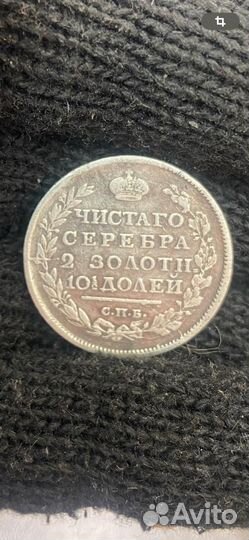 ЧИСТАГО
СЕРЕБРА
2 ЗОЛОТН.
10½ ДОЛЕЙ
С.П.Б.
Avito